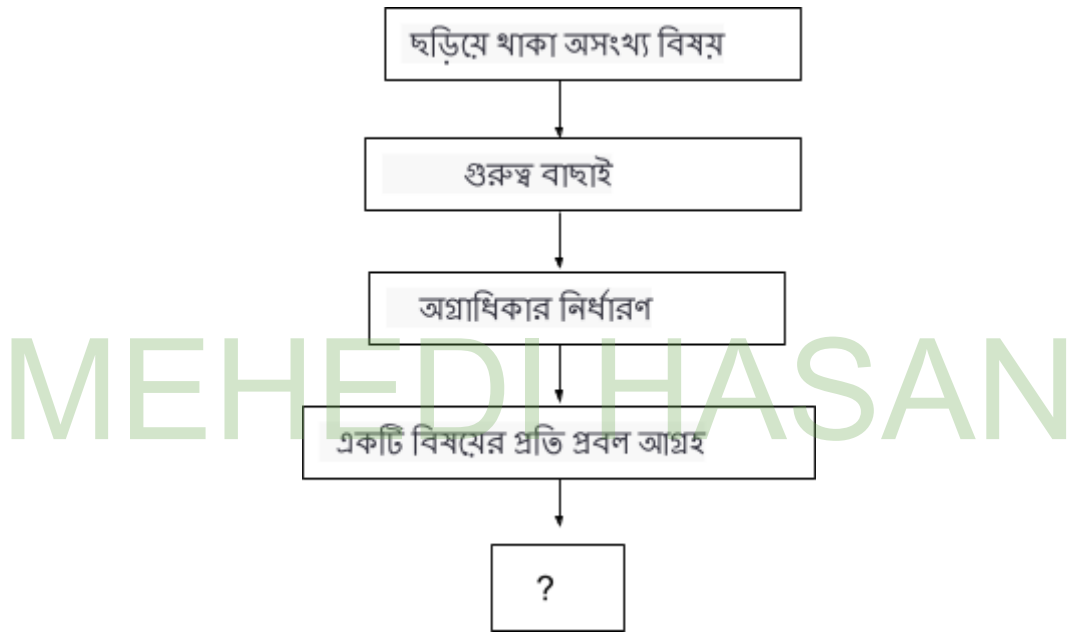 ছড়িয়ে থাকা অসংখ্য বিষয়
গুরুত্ব বাছাই
অগ্রাধিকার নির্ধারণ
MEHEDI HASAN
একটি বিষয়ের প্রতি প্রবল আগ্রহ
?